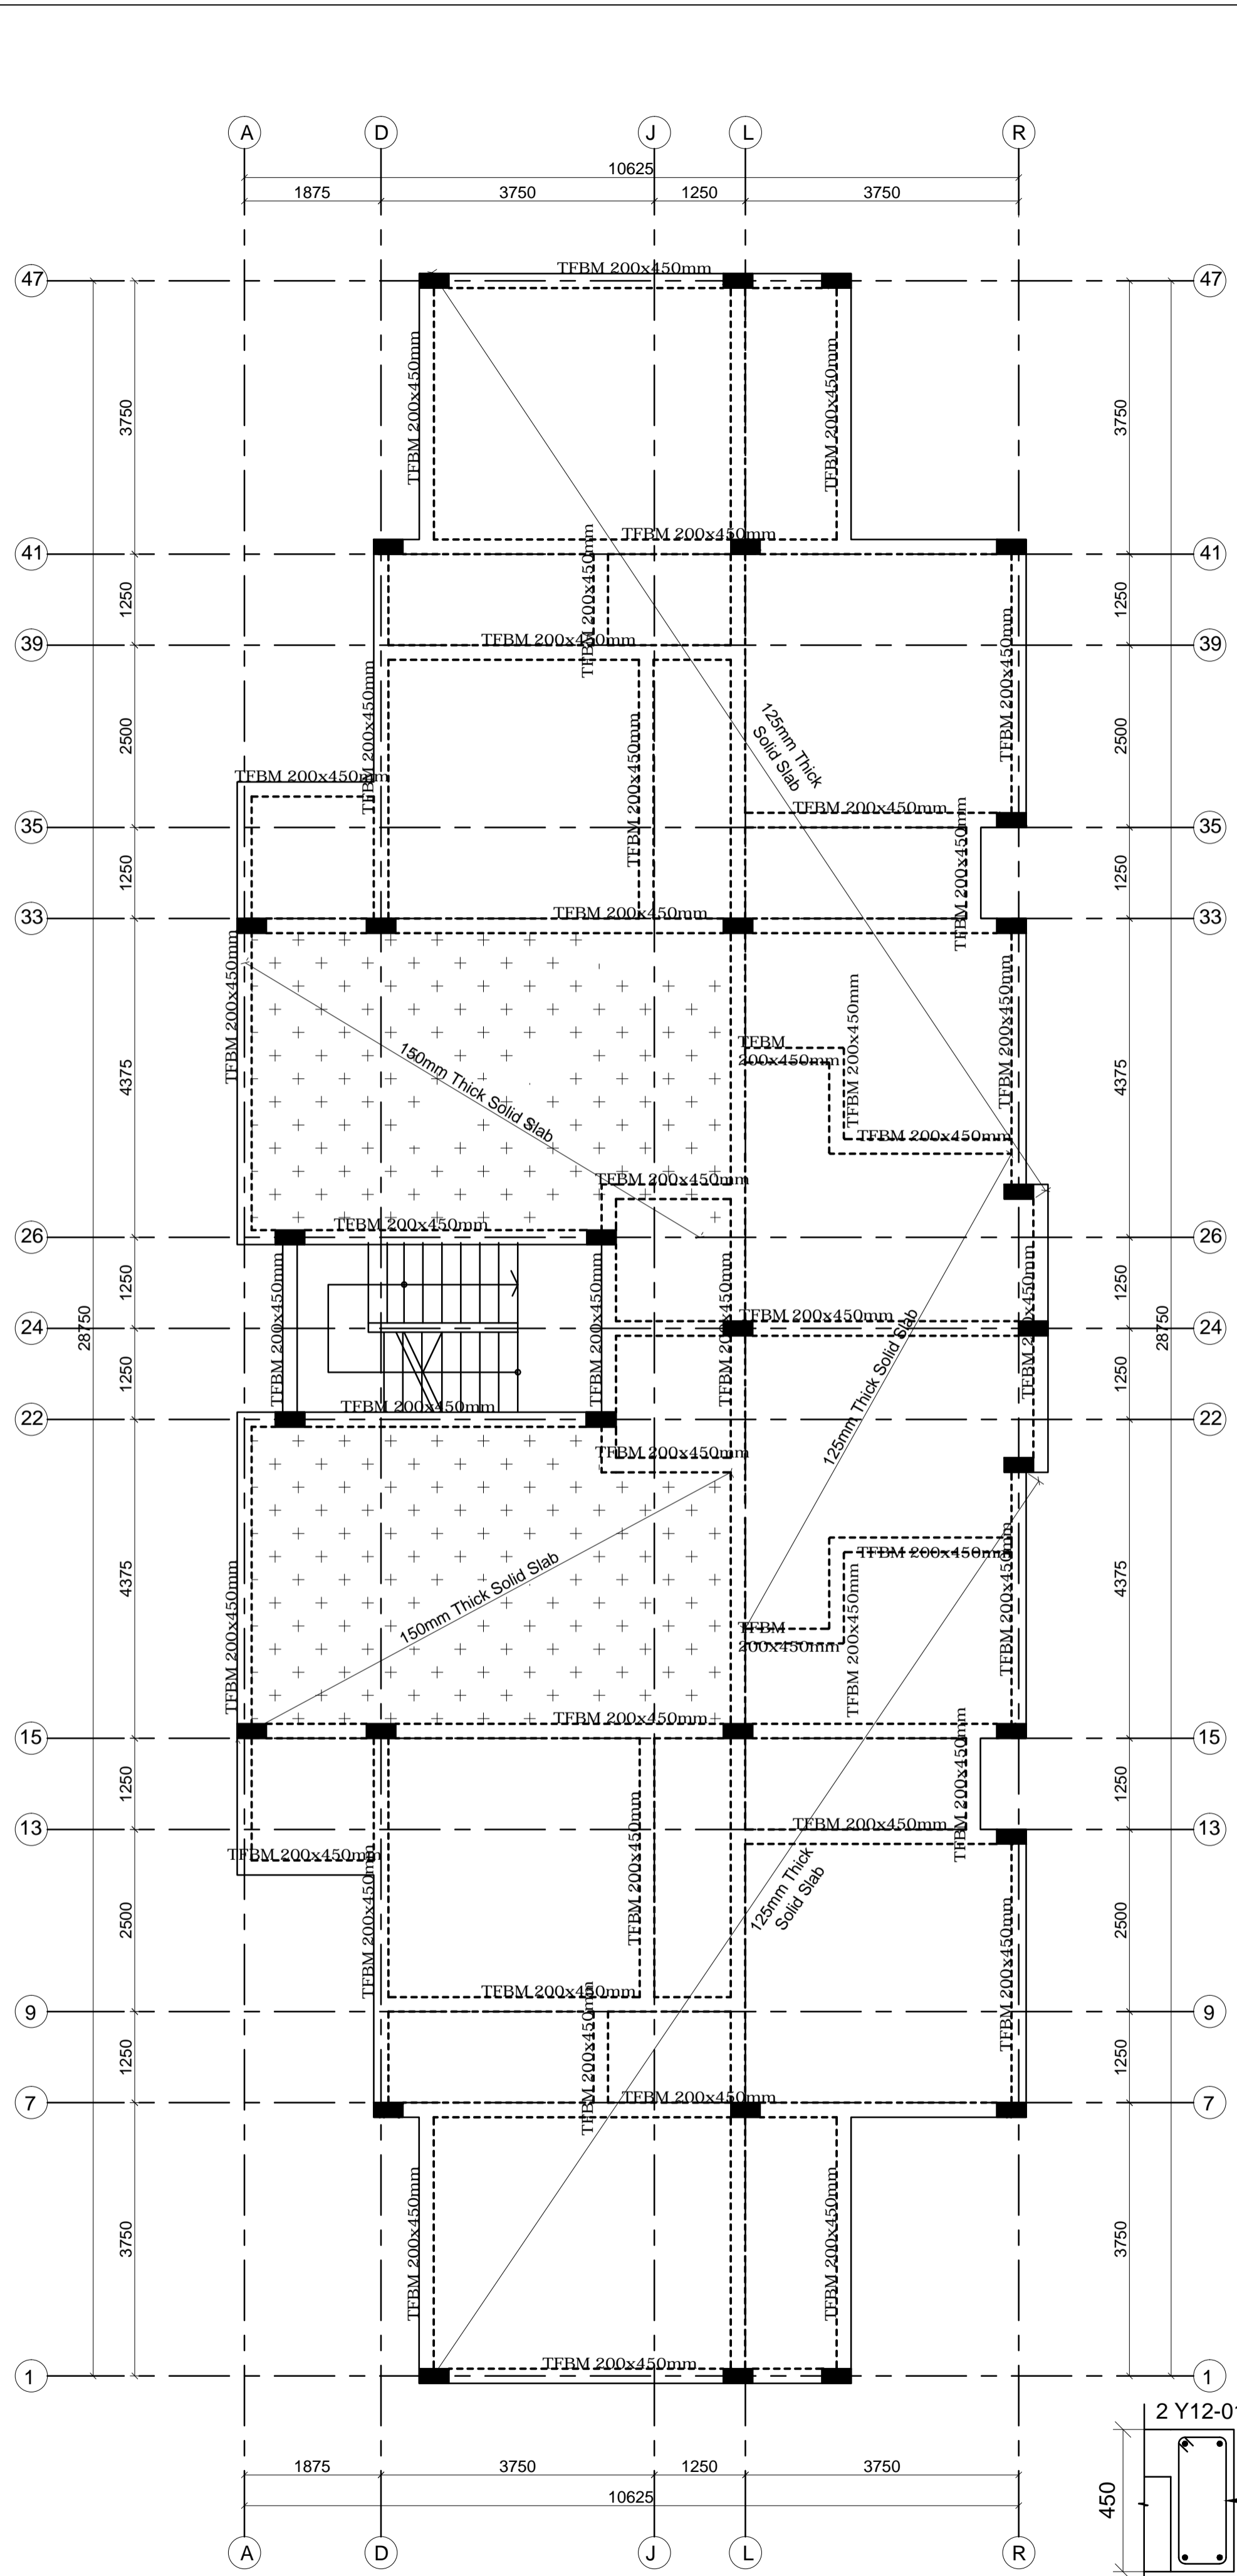 A D J L R
10625
1875 3750 1250 3750
47 TFBM 200x450mm 47
3750 TFBM 200x450mm TFBM 200x450mm 3750
TFBM 200x450mm
41 41
1250 TFBM 200x450mm 1250
39 TFBM 200x450mm 39
2500 TFBM 200x450mm TFBM 200x450mm TFBM 200x450mm 2500
125mm Thick
Solid Slab
TFBM 200x450mm
TFBM 200x450mm
35 35
1250 TFBM 200x450mm 1250
33 TFBM 200x450mm 33
TFBM 200x450mm TFBM 200x450mm TFBM 200x450mm
4375 4375
TFBM
200x450mm
150mm Thick Solid Slab
TFBM 200x450mm
TFBM 200x450mm
TFBM 200x450mm
26 26
1250 TFBM 200x450mm TFBM 200x450mm TFBM 200x450mm TFBM 200x450mm 1250
28750 28750
TFBM 200x450mm
24 24
1250 125mm Thick Solid Slab 1250
TFBM 200x450mm
22 22
TFBM 200x450mm
TFBM 200x450mm
4375 TFBM 200x450mm TFBM 200x450mm TFBM 200x450mm 4375
150mm Thick Solid Slab
TFBM
200x450mm
TFBM 200x450mm
15 15
1250 TFBM 200x450mm 1250
TFBM 200x450mm
13 13
TFBM 200x450mm
125mm Thick
Solid Slab
2500 TFBM 200x450mm TFBM 200x450mm TFBM 200x450mm 2500
TFBM 200x450mm
9 9
1250 TFBM 200x450mm 1250
TFBM 200x450mm
7 7
3750 TFBM 200x450mm TFBM 200x450mm 3750
TFBM 200x450mm
1 1
2 Y12-01
1875 3750 1250 3750
10625
450
A D J L R